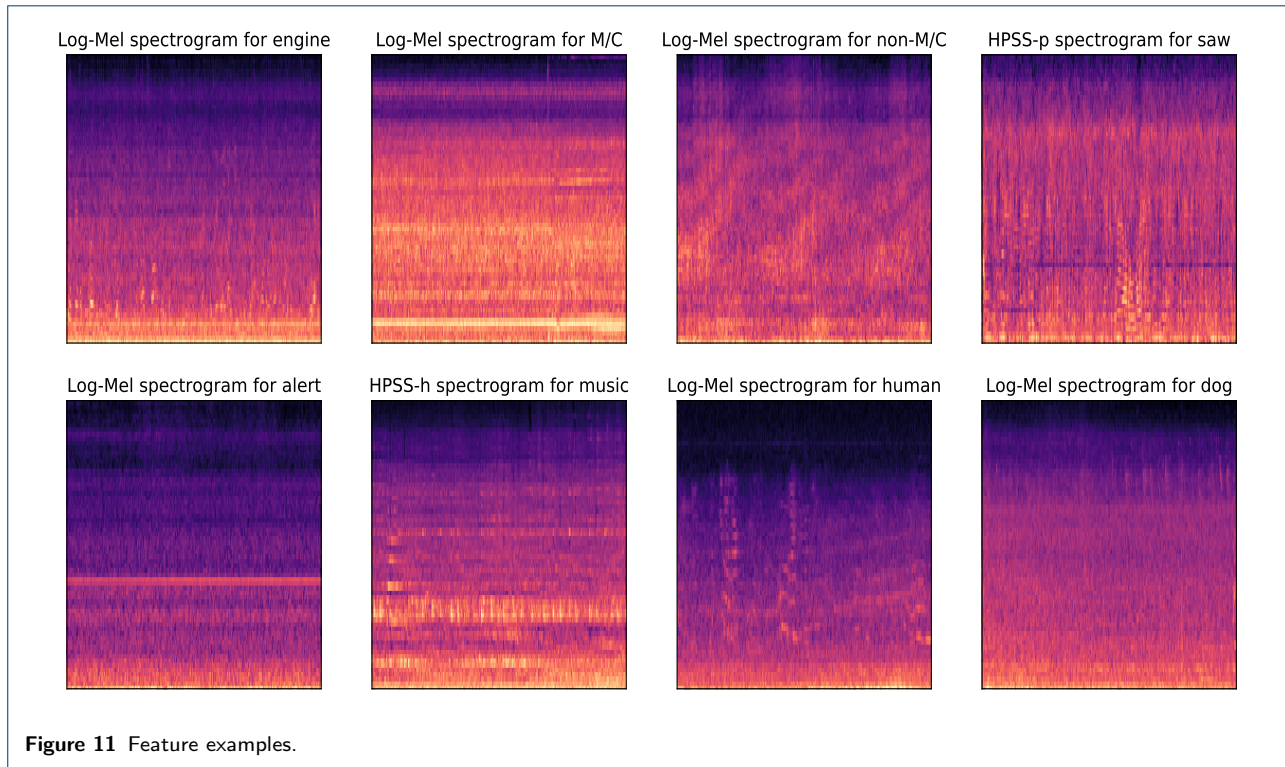 Log-Mel spectrogram for engine
Log-Mel spectrogram for M/C
Log-Mel spectrogram for non-M/C
HPSS-p spectrogram for saw
Log-Mel spectrogram for alert
HPSS-h spectrogram for music
Log-Mel spectrogram for human
Log-Mel spectrogram for dog
Figure 11 Feature examples.